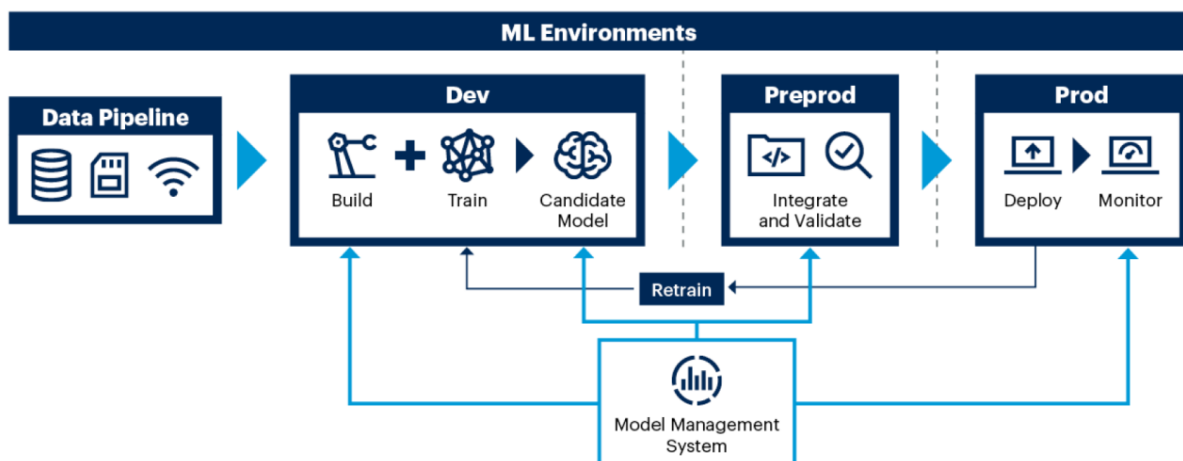 ML Environments
Data Pipeline
Dev
Build
Train
Candidate
Model
Preprod
</>
Integrate
and Validate
Prod
Deploy
Monitor
Retrain
Model Management
System